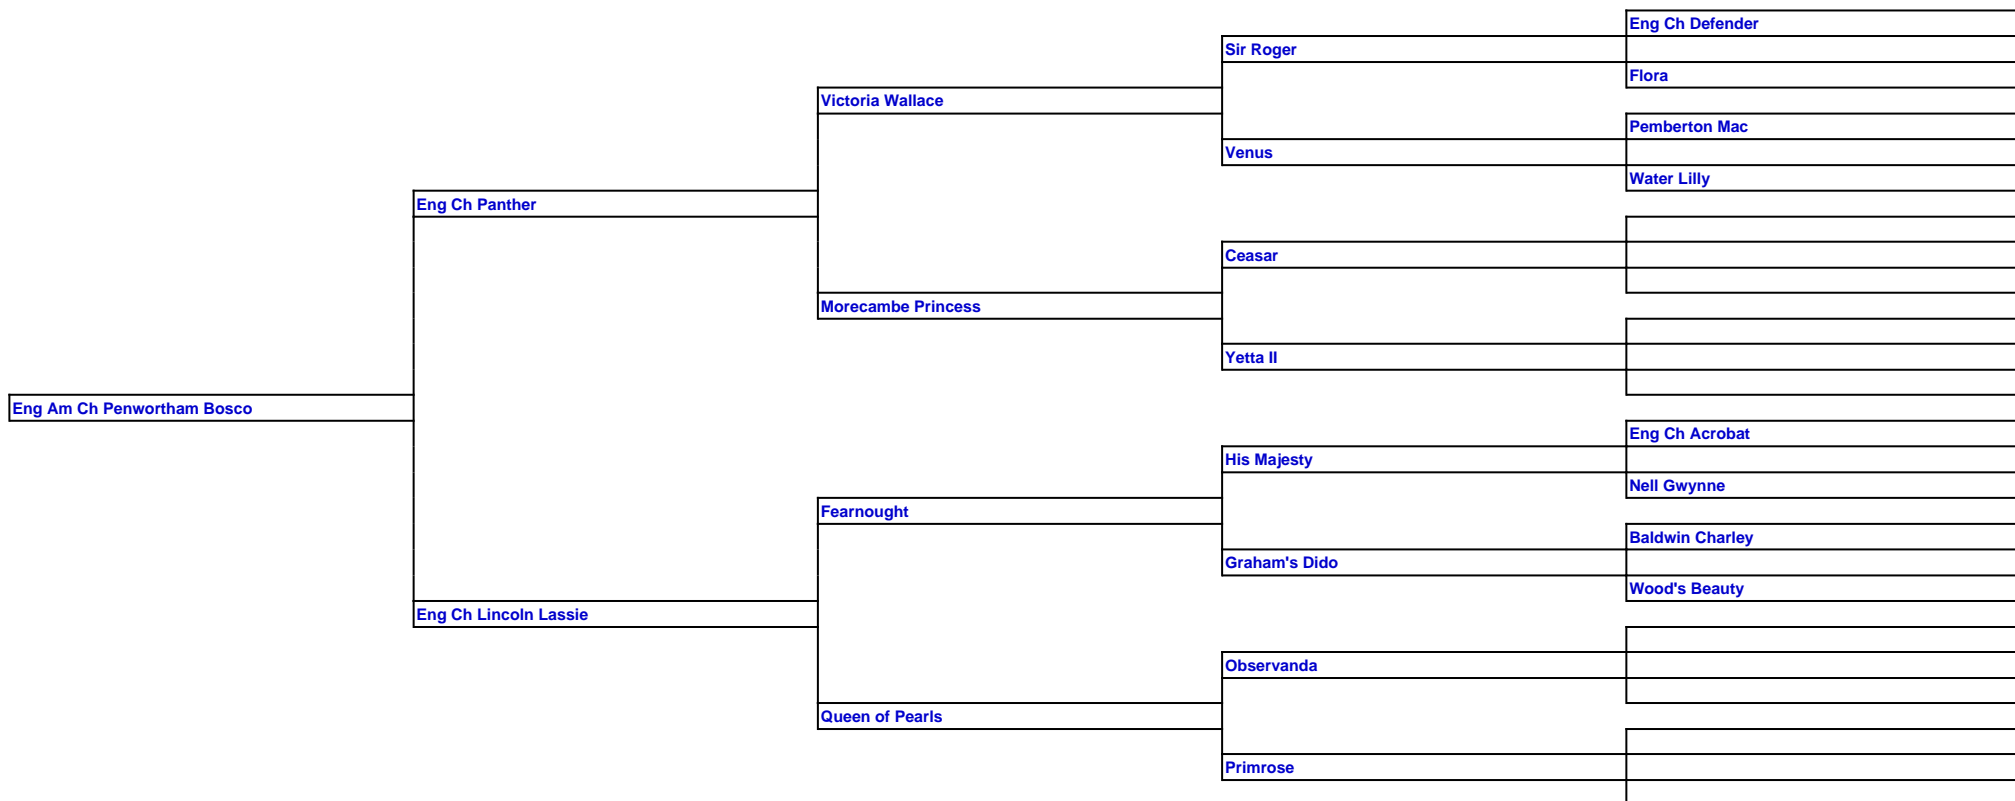 Eng Ch Defender
Sir Roger
Flora
Victoria Wallace
Pemberton Mac
Venus
Water Lilly
Eng Ch Panther
Ceasar
Morecambe Princess
Yetta II
Eng Am Ch Penwortham Bosco
Eng Ch Acrobat
His Majesty
Nell Gwynne
Fearnought
Baldwin Charley
Graham's Dido
Wood's Beauty
Eng Ch Lincoln Lassie
Observanda
Queen of Pearls
Primrose